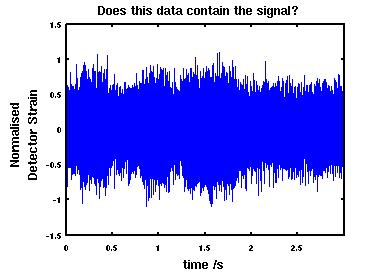 Does this data contain the signal?
1.5
1
0.5
0
-0.5
-1
-1.5
Normalised
Detector Strain
0 0.5 1 1.5 2 2.5
time /s